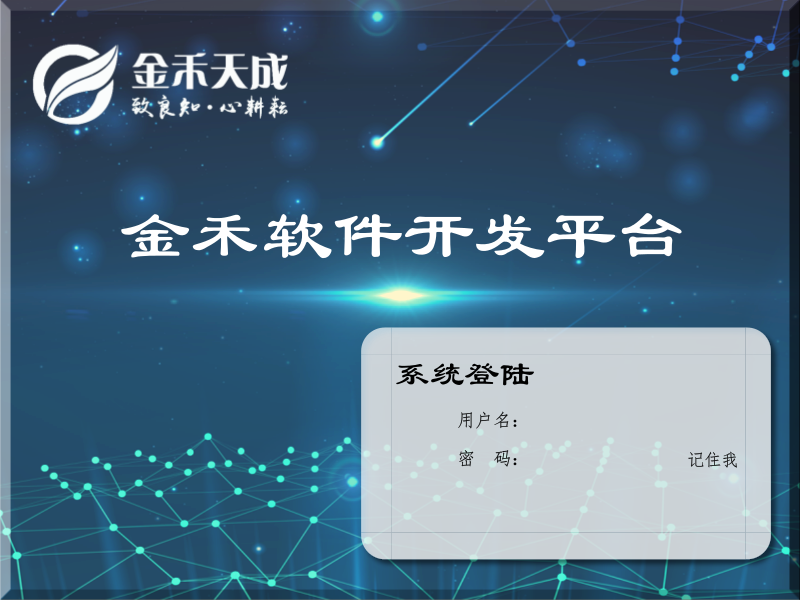 金禾天成
致良知·心耕耘
金禾软件开发平台
系统登陆
用户名：
密 码：
记住我